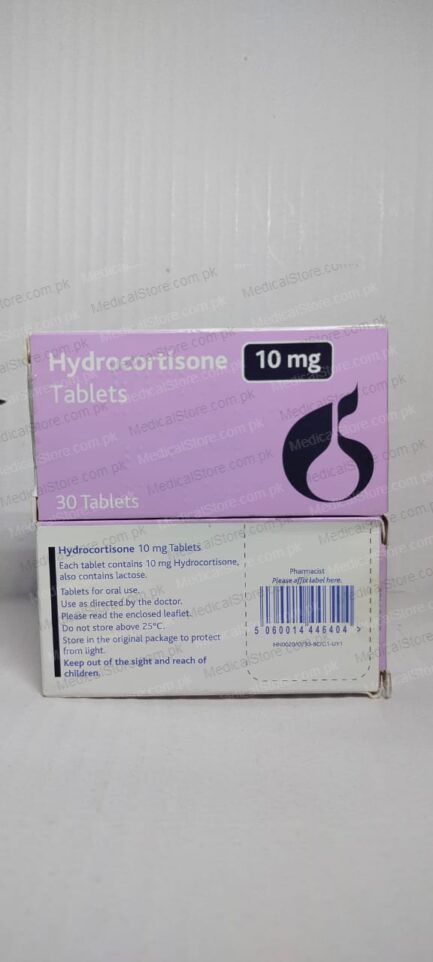 Hydrocortisone 10 mg
Tablets
30 Tablets
Hydrocortisone 10 mg Tablets
Each tablet contains 10 mg Hydrocortisone,
also contains lactose.
Tablets for oral use.
Use as directed by the doctor.
Please read the enclosed leaflet.
Do not store above 25°C.
Store in the original package to protect
from light.
Keep out of the sight and reach of
children.
Pharmacist
Please affix label here.
5 060014 446404 >
MedicalStore.com.pk